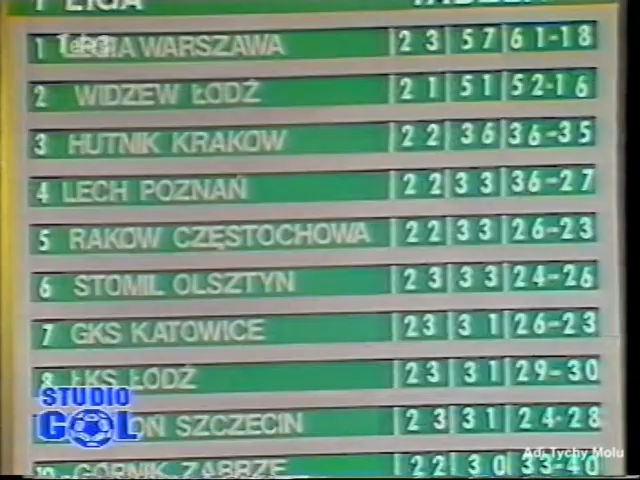 1 LIGA
1 WARSZAWA 23 57 61-18
2 WIDZEW ŁÓDŹ 21 51 52-16
3 HUTNIK KRAKÓW 22 36 36-35
4 LECH POZNAŃ 22 33 36-27
5 RAKÓW CZĘSTOCHOWA 22 33 26-23
6 STOMIL OLSZTYN 23 33 24-26
7 GKS KATOWICE 23 31 26-23
8 ŁKS ŁÓDŹ 23 31 29-30
SZCZECIN 23 31 24-28
10 GÓRNIK ZABRZE 22 30 33-40
STUDIO
GOL
Adi Tychy Molu